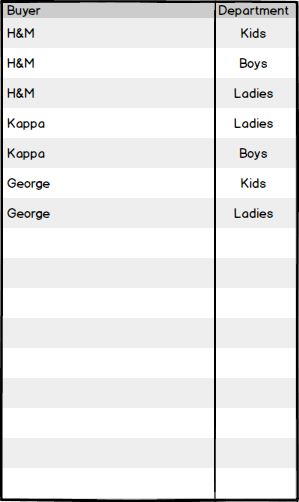 Buyer Department
H&M Kids
H&M Boys
H&M Ladies
Kappa Ladies
Kappa Boys
George Kids
George Ladies